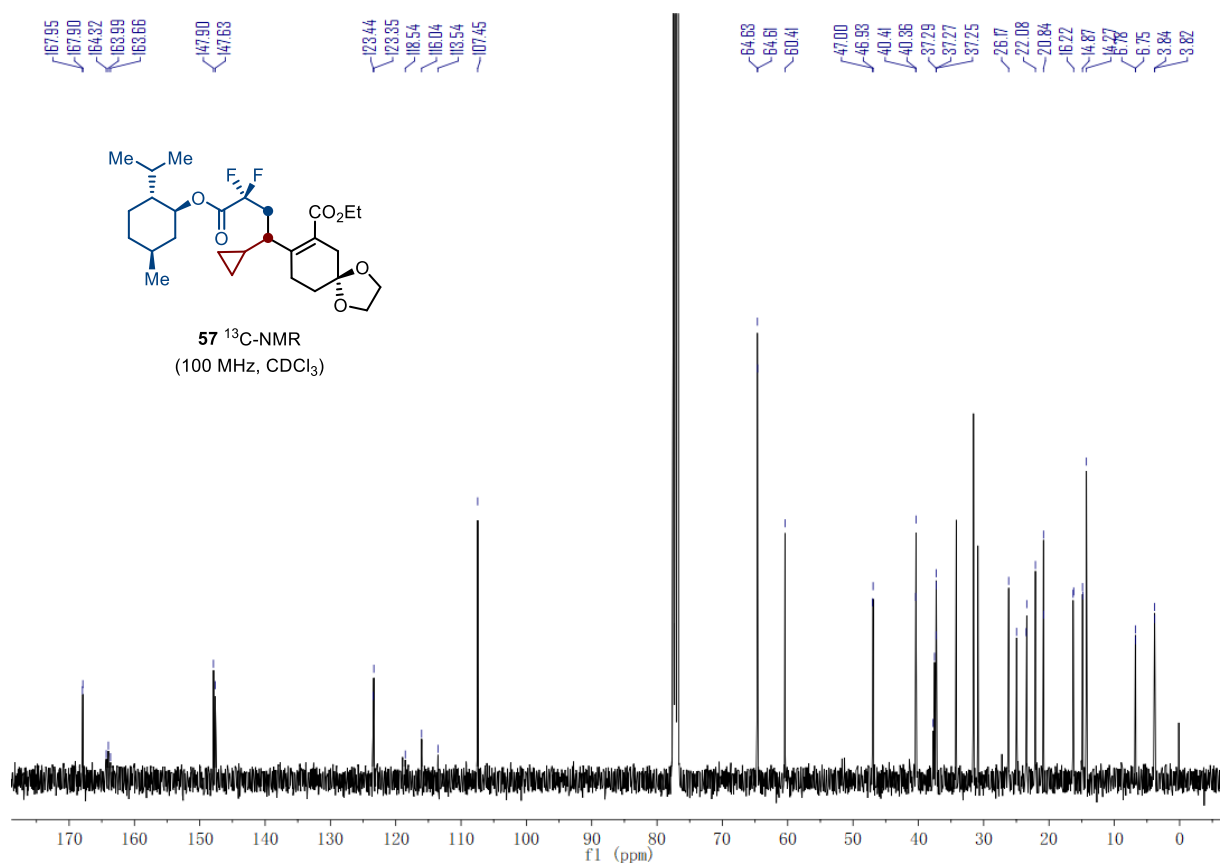 167.95
167.90
164.32
163.99
163.66
147.90
147.63
123.44
123.35
118.54
116.04
113.54
107.45
64.63
64.61
60.41
47.00
46.93
40.41
40.36
37.29
37.27
37.25
26.17
22.08
20.84
16.22
14.87
14.27
6.78
6.75
3.84
3.82
Me Me
F F
O
CO2Et
O
O
Me
O
57 13C-NMR
(100 MHz, CDCl3)
170 160 150 140 130 120 110 100 90 80 70 60 50 40 30 20 10 0
f1 (ppm)